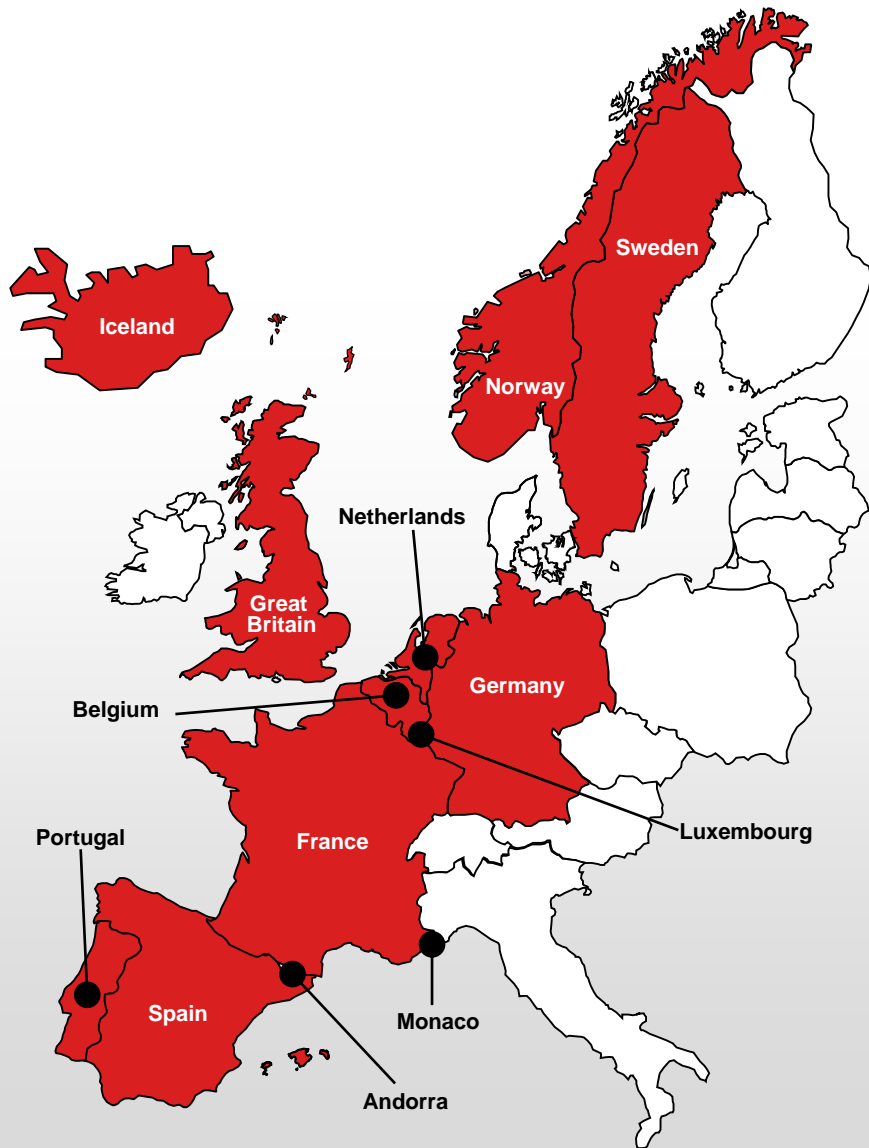 Sweden
Iceland
Norway
Netherlands
Great
Britain
Germany
Belgium
Luxembourg
Portugal
France
Spain
Monaco
Andorra